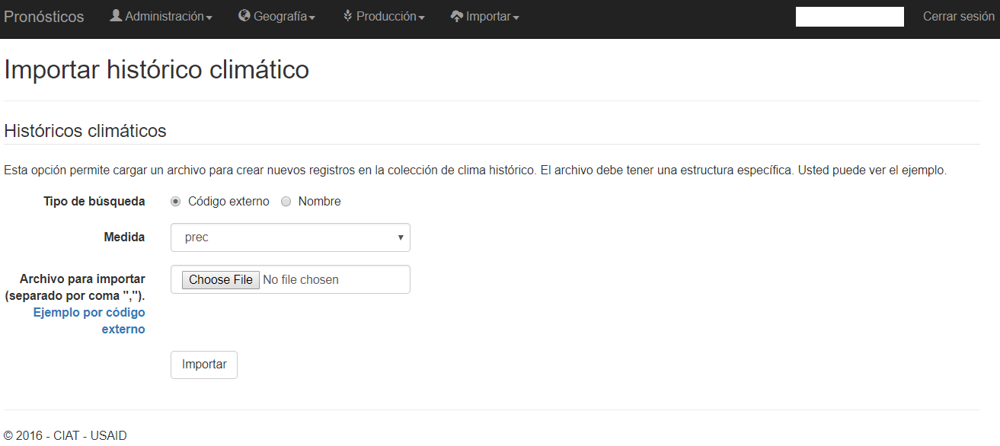 Pronósticos Administración Geografía Producción Importar Cerrar sesión
Importar histórico climático
Históricos climáticos
Esta opción permite cargar un archivo para crear nuevos registros en la colección de clima histórico. El archivo debe tener una estructura específica. Usted puede ver el ejemplo.
Tipo de búsqueda Código externo Nombre
Medida prec
Archivo para importar Choose File No file chosen
(separado por coma ",").
Ejemplo por código
externo
Importar
© 2016 - CIAT - USAID